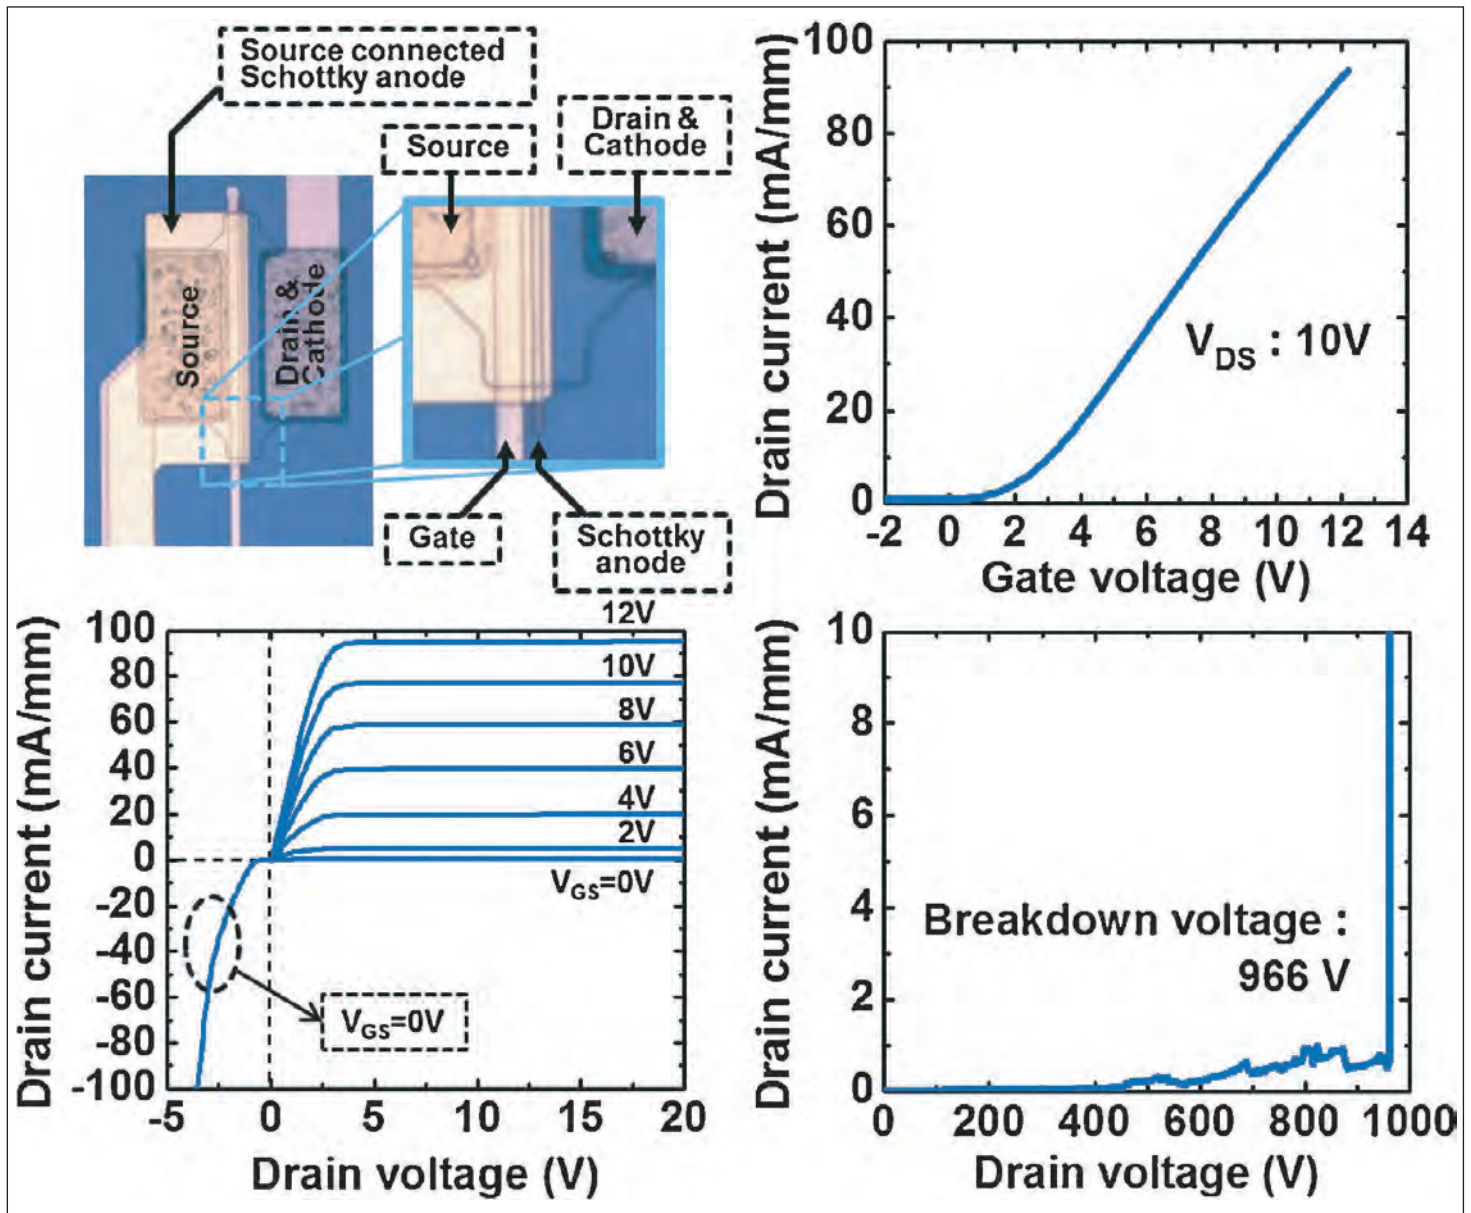 Source connected
Schottky anode
Source
Drain &
Cathode
Source
Drain &
Cathode
Gate
Schottky
anode
Drain current (mA/mm)
100
80
60
40
20
0
-2 0 2 4 6 8 10 12 14
Gate voltage (V)
VDS : 10V
Drain current (mA/mm)
100
80
60
40
20
0
-20
-40
-60
-80
-100
-5 0 5 10 15 20
Drain voltage (V)
12V
10V
8V
6V
4V
2V
VGS=0V
VGS=0V
Drain current (mA/mm)
10
8
6
4
2
0
0 200 400 600 800 1000
Drain voltage (V)
Breakdown voltage :
966 V